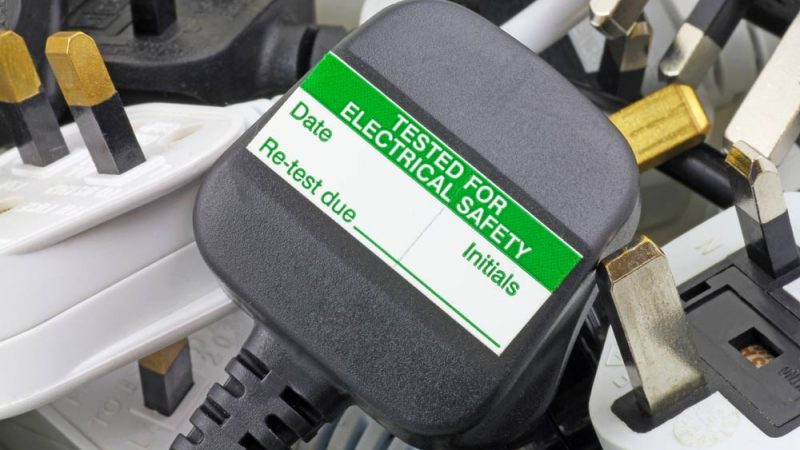 TESTED FOR
ELECTRICAL SAFETY
Date
Initials
Re-test due
N